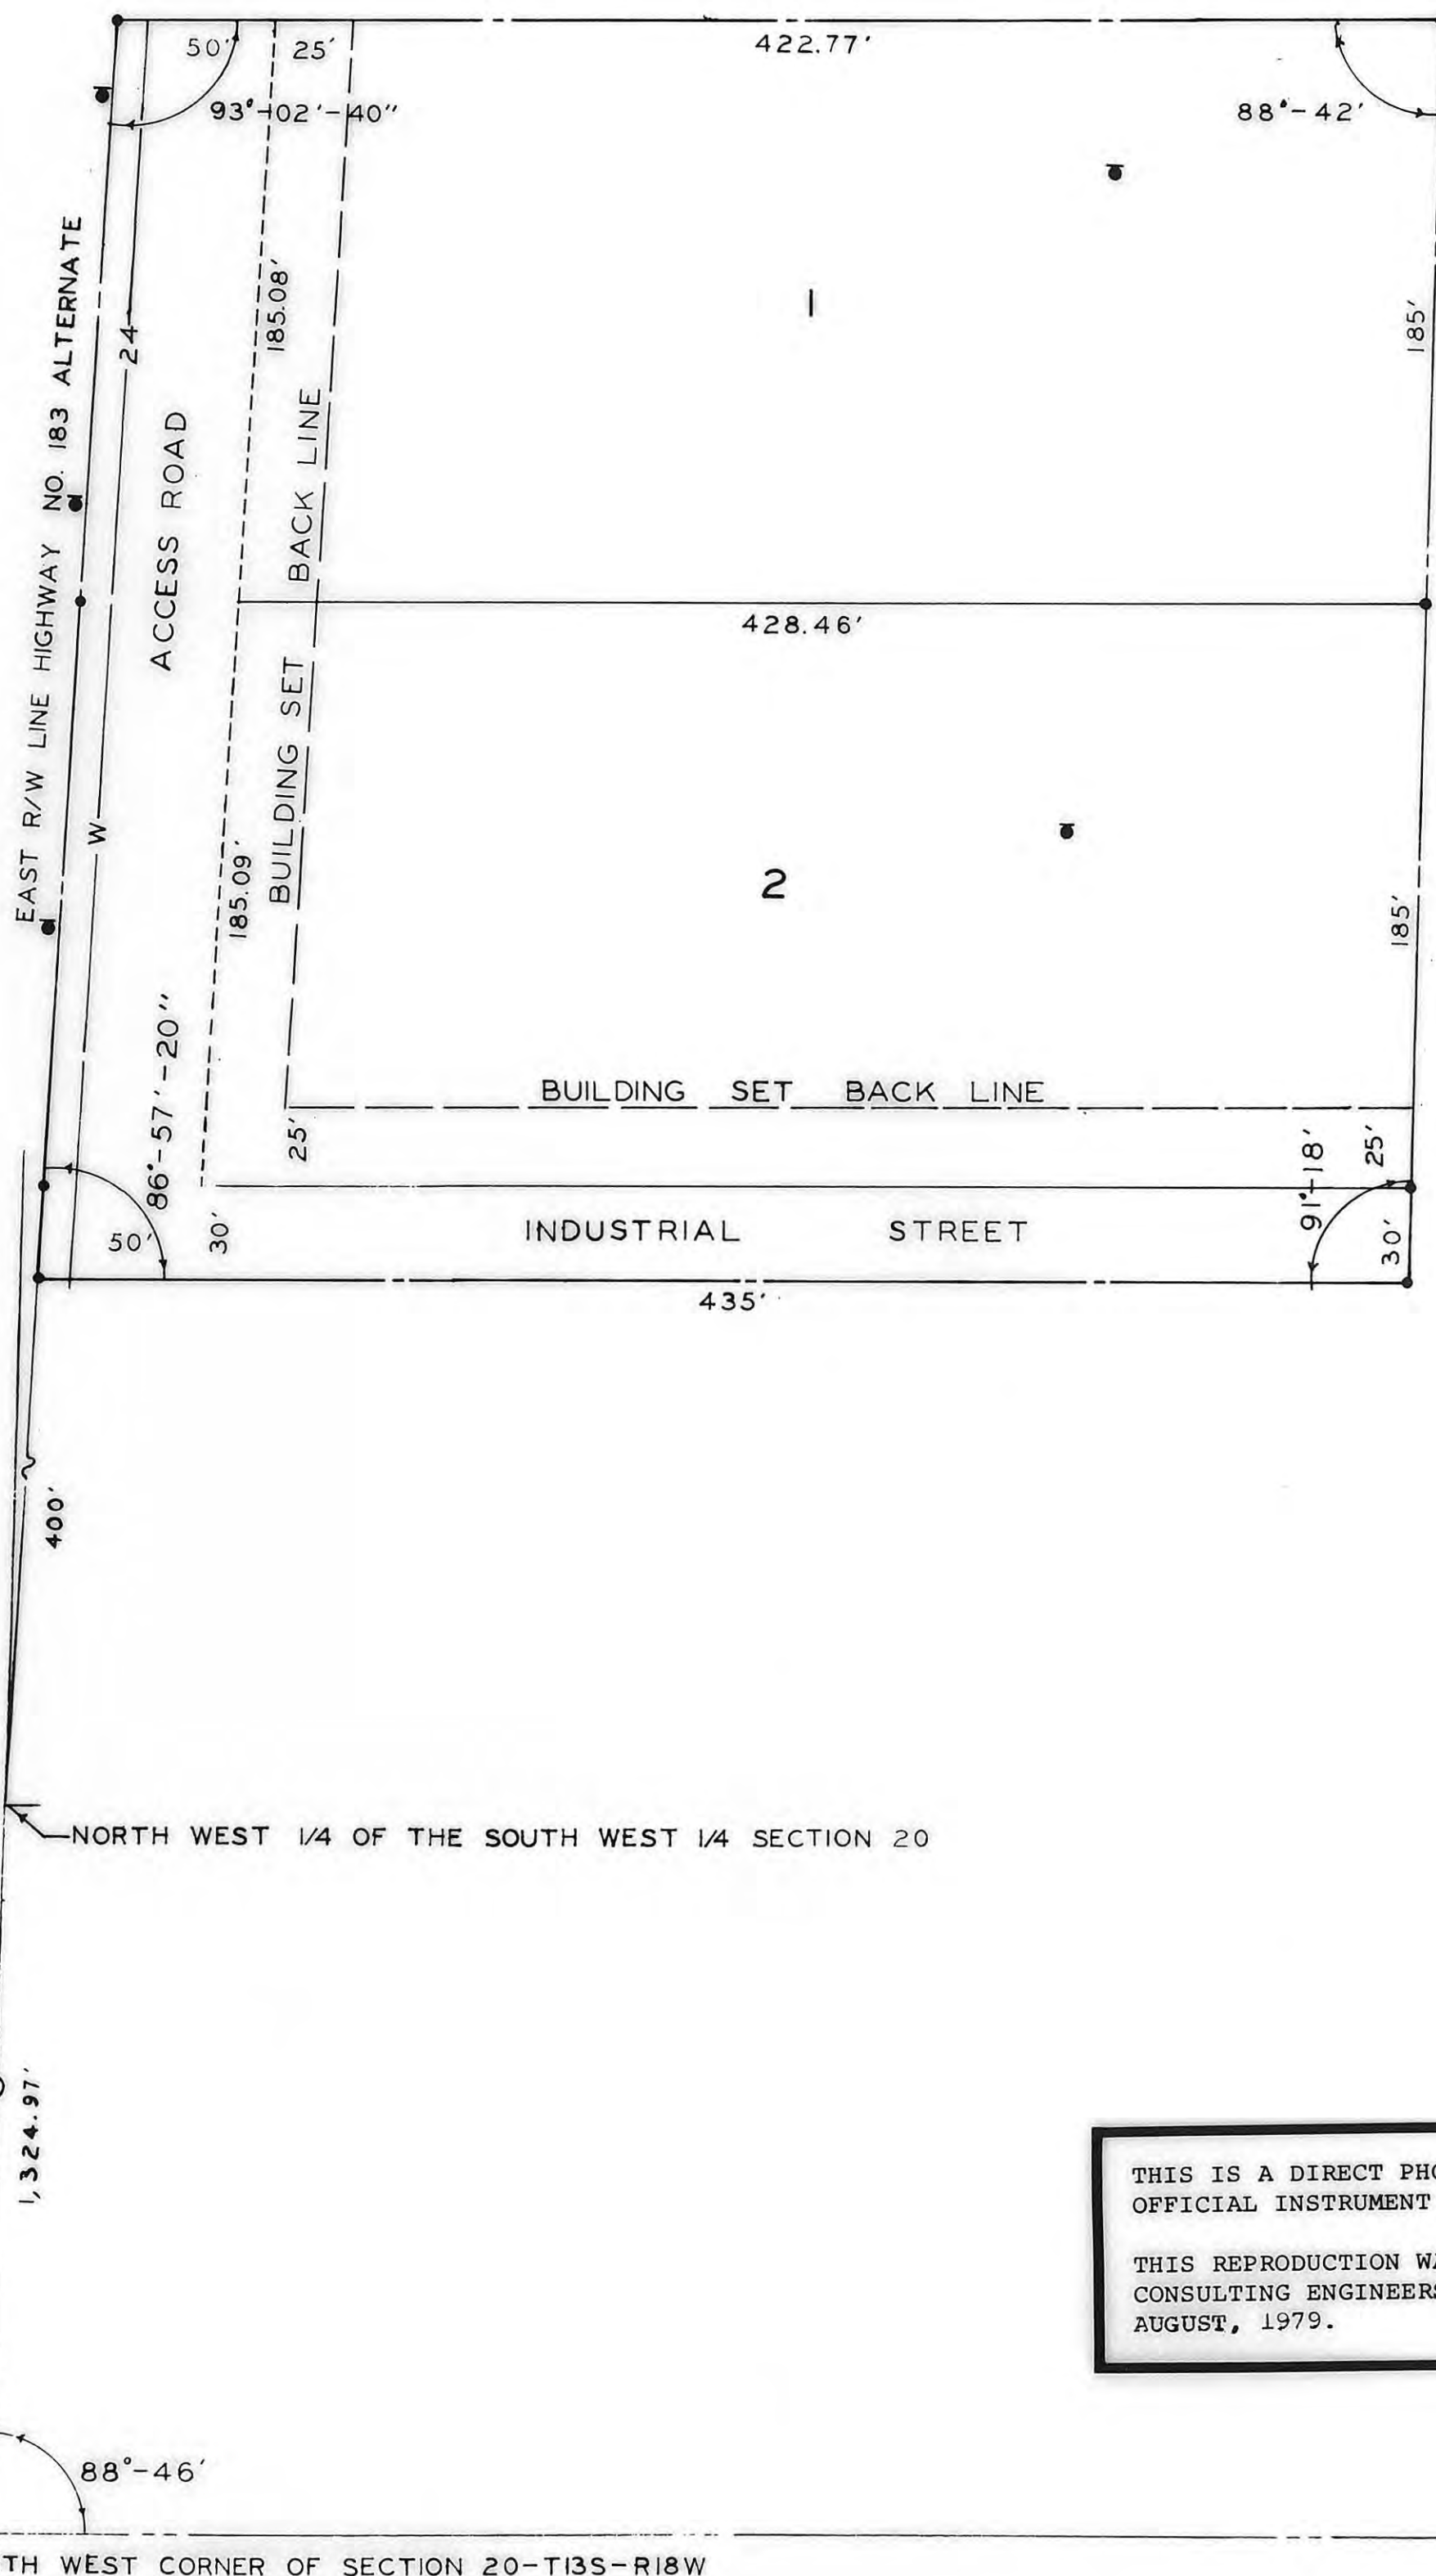 50' 25' 422.77'
93°-02'-40" 88°-42'
EAST R/W LINE HIGHWAY NO. 183 ALTERNATE
24
W
ACCESS ROAD
185.08'
185.09'
BUILDING SET BACK LINE
1
185'
428.46'
2
185'
86°-57'-20"
BUILDING SET BACK LINE
25'
91°-18'
25'
50'
30'
INDUSTRIAL STREET
30'
435'
400'
NORTH WEST 1/4 OF THE SOUTH WEST 1/4 SECTION 20
1,324.97'
THIS IS A DIRECT
OFFICIAL INSTRUMENT
THIS REPRODUCTION
CONSULTING
AUGUST, 1979.
88°-46'
WEST CORNER OF SECTION 20-T13S-R18W